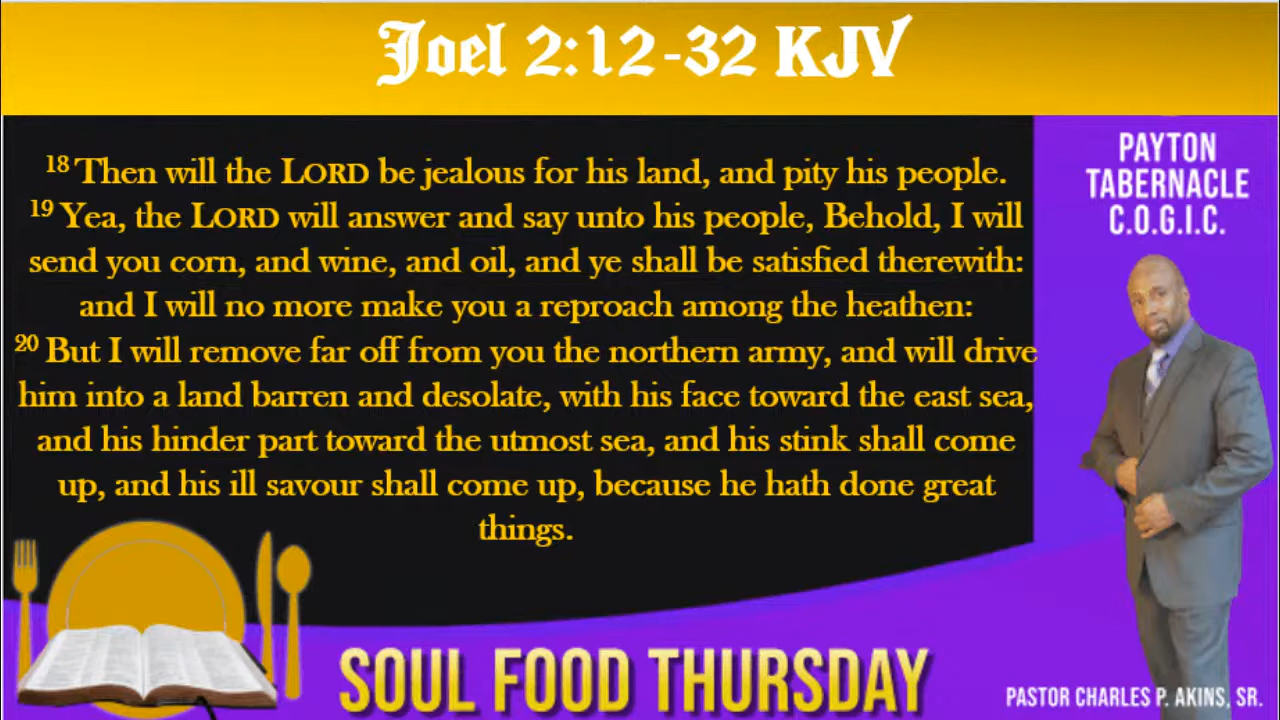 Joel 2:12-32 KJV
18 Then will the LORD be jealous for his land, and pity his people.
19 Yea, the LORD will answer and say unto his people, Behold, I will
send you corn, and wine, and oil, and ye shall be satisfied therewith:
and I will no more make you a reproach among the heathen:
20 But I will remove far off from you the northern army, and will drive
him into a land barren and desolate, with his face toward the east sea,
and his hinder part toward the utmost sea, and his stink shall come
up, and his ill savour shall come up, because he hath done great
things.
PAYTON
TABERNACLE
C.O.G.I.C.
SOUL FOOD THURSDAY
PASTOR CHARLES P. AKINS, SR.